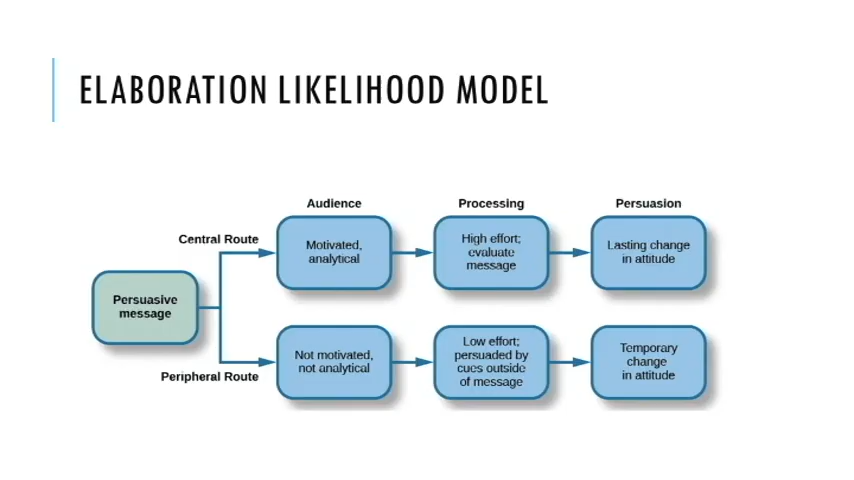 ELABORATION LIKELIHOOD MODEL
Audience
Processing
Persuasion
Central Route
Motivated,
analytical
High effort;
evaluate
message
Lasting change
in attitude
Persuasive
message
Peripheral Route
Not motivated,
not analytical
Low effort;
persuaded by
cues outside
of message
Temporary
change
in attitude